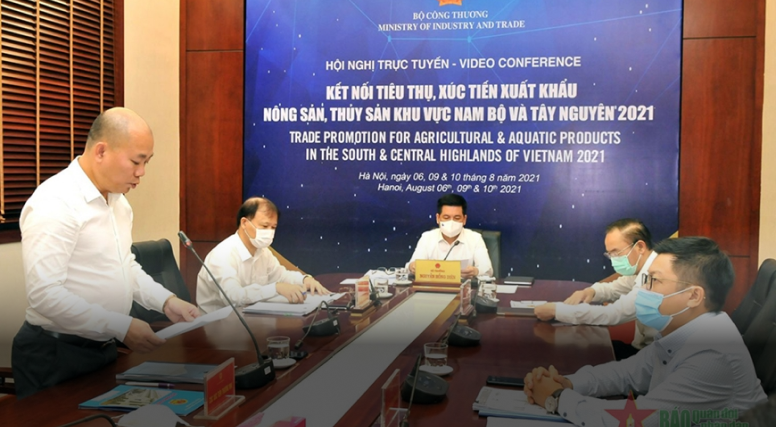 BỘ CÔNG THƯƠNG
MINISTRY OF INDUSTRY AND TRADE
HỘI NGHỊ TRỰC TUYẾN - VIDEO CONFERENCE
KẾT NỐI TIÊU THỤ, XÚC TIẾN XUẤT KHẨU
NÔNG SẢN, THỦY SẢN KHU VỰC NAM BỘ VÀ TÂY NGUYÊN 2021
TRADE PROMOTION FOR AGRICULTURAL & AQUATIC PRODUCTS
IN THE SOUTH & CENTRAL HIGHLANDS OF VIETNAM 2021
Hà Nội, ngày 06, 09 & 10 tháng 8 năm 2021
Hanoi, August 06th, 09th & 10th 2021
BÁO